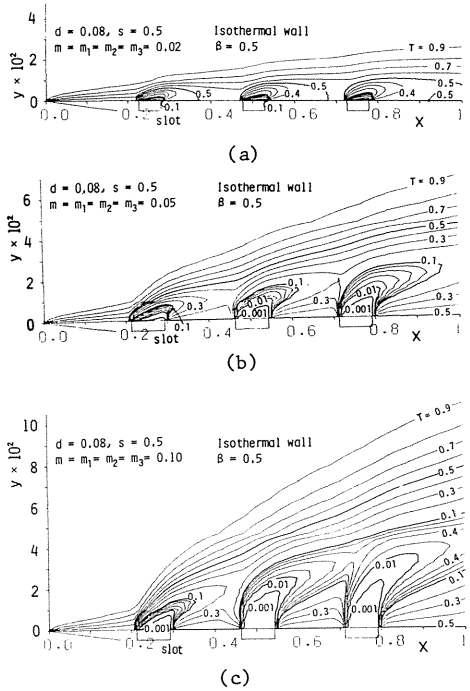 4
d = 0.08, s = 0.5 Isothermal wall
m = m1= m2= m3= 0.02 β = 0.5
T = 0.9
0.7
y × 10²
2
0.5 0.5 0.4 0.4 0.5
0.1 0.1 0.5
0
0.0 0.2 0.4 0.6 0.8 1
slot X
(a)
d = 0,08, s = 0.5 Isothermal wall
m = m1= m2= m3= 0.05 β = 0.5
T = 0.9
6
0.7
0.5
y × 10²
4
0.3
0.1
2
0.1 0.01
0.3 0.01 0.3 0.3
0.001 0.001
0 0.1 0.5
0.0 0.2 0.4 0.6 0.8 1
slot X
(b)
10
d = 0.08, s = 0.5 Isothermal wall
m = m1= m2= m3= 0.10 β = 0.5
T = 0.9
y × 10²
8
0.7
0.5
6
0.3
0.1
4
0.4
0.01
0.01 0.4
2
0.1 0.1
0.001 0.3 0.001 0.3 0.001 0.3
0 0.5
0.0 0.2 0.4 0.6 0.8 1
slot X
(c)